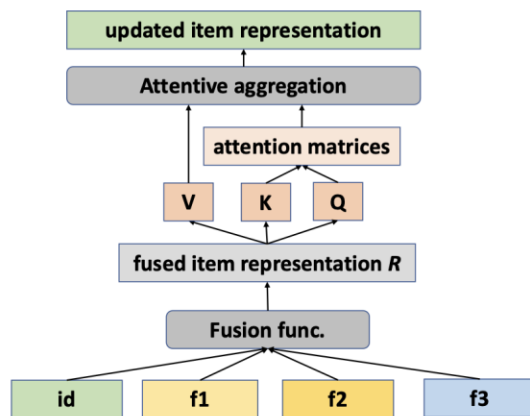 updated item representation
Attentive aggregation
attention matrices
V K Q
fused item representation R
Fusion func.
id f1 f2 f3